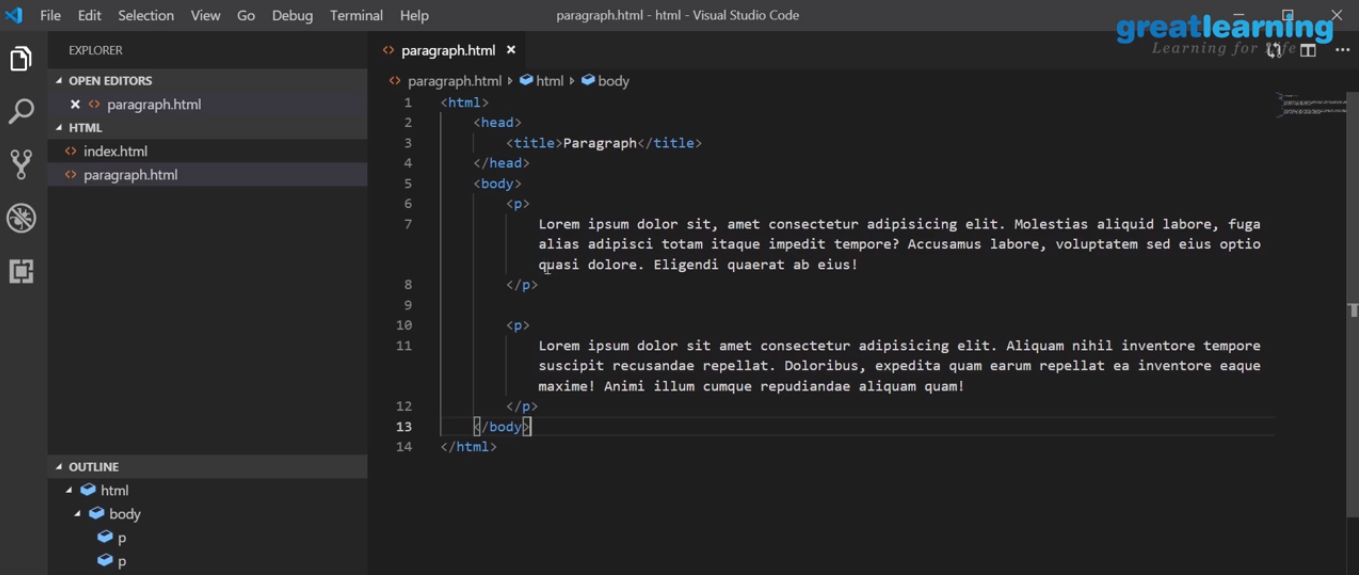 File Edit Selection View Go Debug Terminal Help
paragraph.html - html - Visual Studio Code
greatlearning
Learning for Life
EXPLORER
OPEN EDITORS
paragraph.html
HTML
index.html
paragraph.html
OUTLINE
html
body
p
p
paragraph.html
paragraph.html html body
1 <html>
2 <head>
3 <title>Paragraph</title>
4 </head>
5 <body>
6 <p>
7 Lorem ipsum dolor sit, amet consectetur adipisicing elit. Molestias aliquid labore, fuga
alias adipisci totam itaque impedit tempore? Accusamus labore, voluptatem sed eius optio
quasi dolore. Eligendi quaerat ab eius!
8 </p>
9
10 <p>
11 Lorem ipsum dolor sit amet consectetur adipisicing elit. Aliquam nihil inventore tempore
suscipit recusandae repellat. Doloribus, expedita quam earum repellat ea inventore eaque
maxime! Animi illum cumque repudiandae aliquam quam!
12 </p>
13 </body>
14 </html>